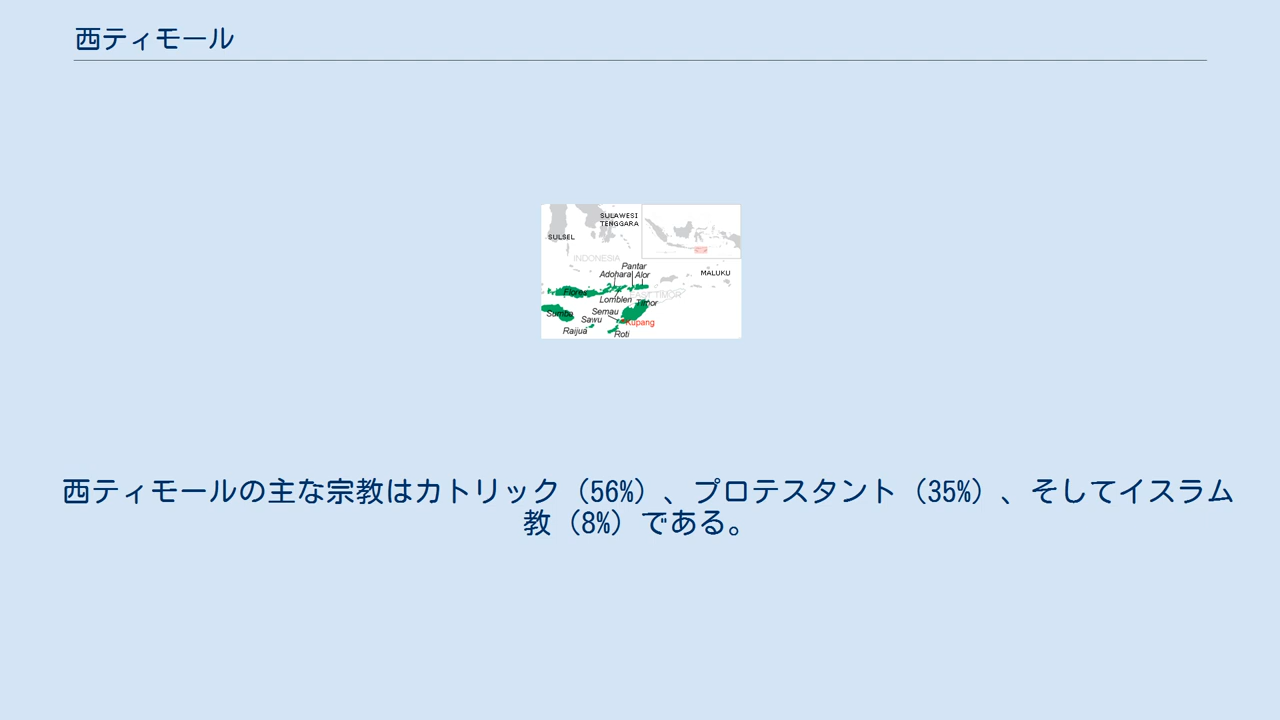 西ティモール
SULAWESI
TENGGARA
SULSEL
INDONESIA
Pantar
Adohara Alor
MALUKU
Flores
EAST TIMOR
Lomblen
Timor
Sumba
Semau
Sawu
Kupang
Raijua
Roti
西ティモールの主な宗教はカトリック（56%）、プロテスタント（35%）、そしてイスラム
教（8%）である。